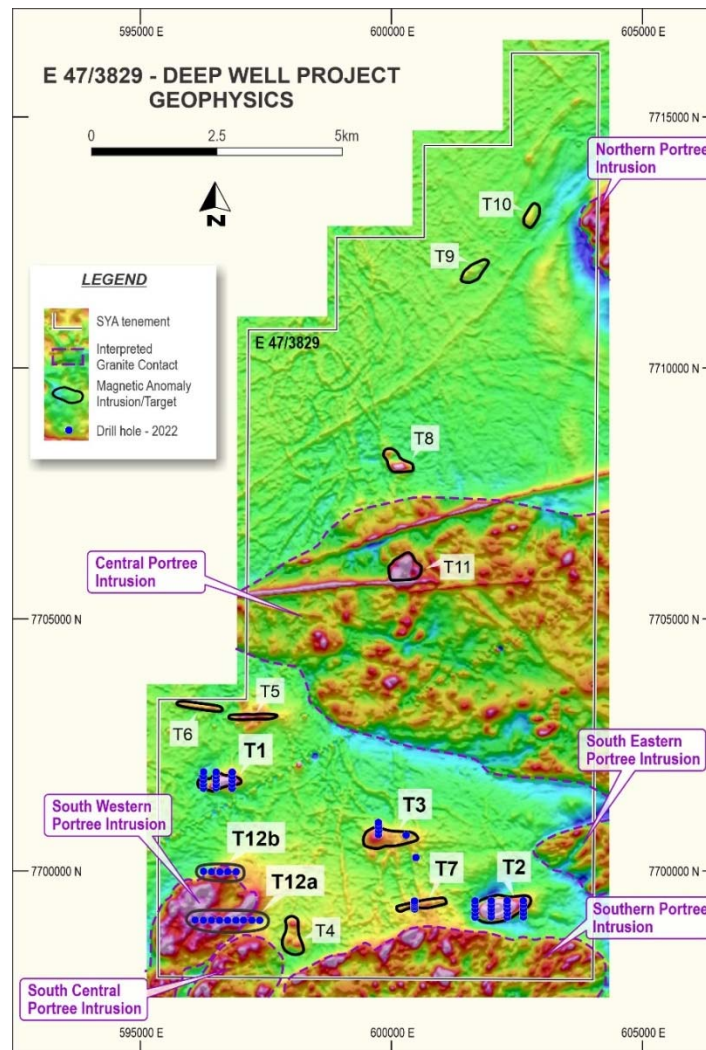 595000 E
600000 E
605000 E
E 47/3829 - DEEP WELL PROJECT
GEOPHYSICS
0
2.5
5km
N
7715000 N
Northern Portree
Intrusion
T10
T9
LEGEND
SYA tenement
Interpreted
Granite Contact
Magnetic Anomaly
Intrusion/Target
Drill hole - 2022
E 47/3829
7710000 N
T8
Central Portree
Intrusion
T11
7705000 N
7705000 N
T5
T6
T1
South Eastern
Portree Intrusion
South Western
Portree Intrusion
T3
T12b
7700000 N
7700000 N
T7
T2
T12a
T4
Southern Portree
Intrusion
South Central
Portree Intrusion
595000 E
600000 E
605000 E